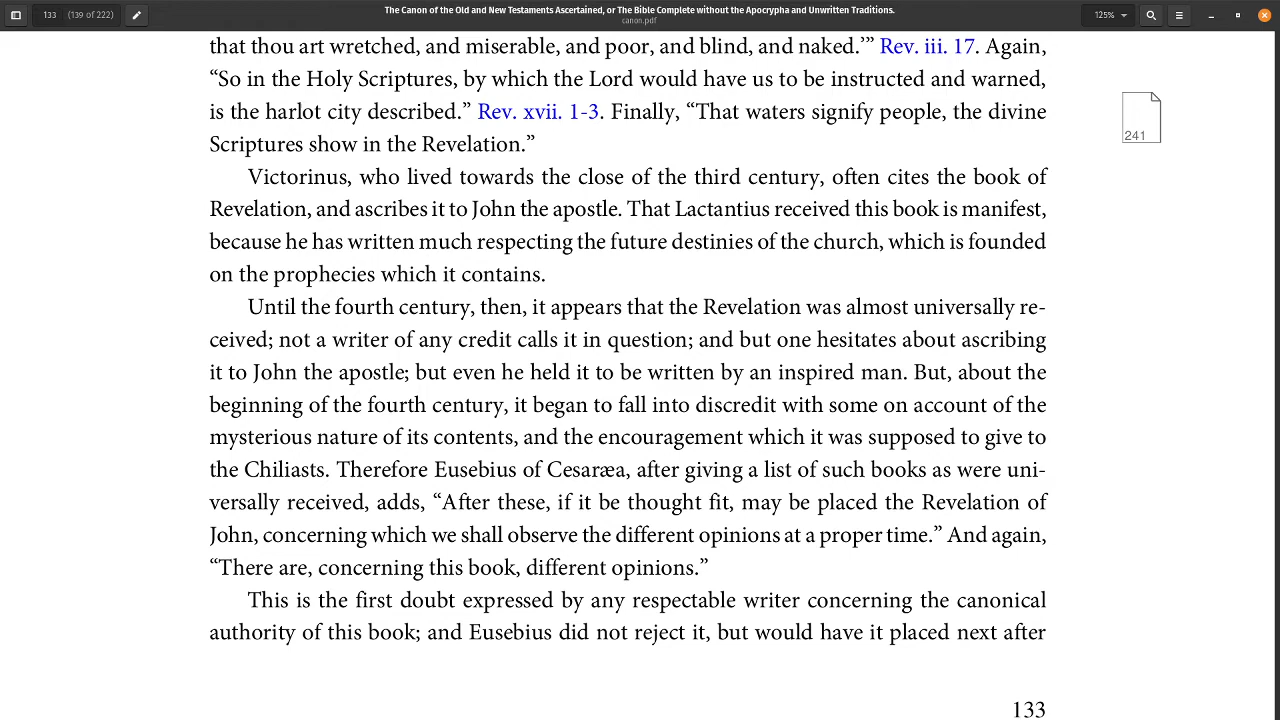 The Canon of the Old and New Testaments Ascertained, or The Bible Complete without the Apocrypha and Unwritten Traditions.
canon.pdf
133 (139 of 222)
125%
that thou art wretched, and miserable, and poor, and blind, and naked.’” Rev. iii. 17. Again,
“So in the Holy Scriptures, by which the Lord would have us to be instructed and warned,
is the harlot city described.” Rev. xvii. 1-3. Finally, “That waters signify people, the divine
Scriptures show in the Revelation.”
241
Victorinus, who lived towards the close of the third century, often cites the book of
Revelation, and ascribes it to John the apostle. That Lactantius received this book is manifest,
because he has written much respecting the future destinies of the church, which is founded
on the prophecies which it contains.
Until the fourth century, then, it appears that the Revelation was almost universally re-
ceived; not a writer of any credit calls it in question; and but one hesitates about ascribing
it to John the apostle; but even he held it to be written by an inspired man. But, about the
beginning of the fourth century, it began to fall into discredit with some on account of the
mysterious nature of its contents, and the encouragement which it was supposed to give to
the Chiliasts. Therefore Eusebius of Cesaræa, after giving a list of such books as were uni-
versally received, adds, “After these, if it be thought fit, may be placed the Revelation of
John, concerning which we shall observe the different opinions at a proper time.” And again,
“There are, concerning this book, different opinions.”
This is the first doubt expressed by any respectable writer concerning the canonical
authority of this book; and Eusebius did not reject it, but would have it placed next after
133